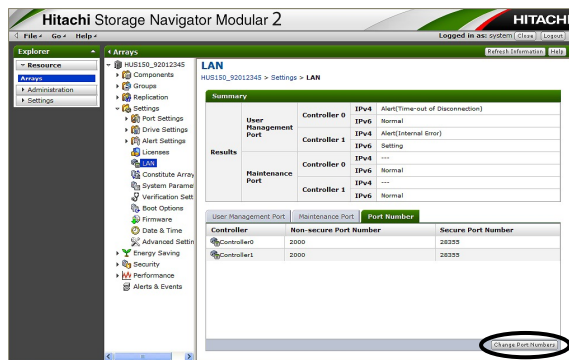 Hitachi Storage Navigator Modular 2
HITACHI
File Go Help
Logged in as: system Close Logout
Explorer
Arrays
Refresh Information Help
Resource
Arrays
Administration
Settings
HUS150_92012345
Components
Groups
Replication
Settings
Port Settings
Drive Settings
Alert Settings
Licenses
LAN
Constitute Array
System Parame
Verification Sett
Boot Options
Firmware
Date & Time
Advanced Settin
Energy Saving
Security
Performance
Alerts & Events
LAN
HUS150_92012345 > Settings > LAN
Summary
Results
User Management Port
Controller 0
IPv4 Alert(Time-out of Disconnection)
IPv6 Normal
Controller 1
IPv4 Alert(Internal Error)
IPv6 Setting
Maintenance Port
Controller 0
IPv4 ---
IPv6 Normal
Controller 1
IPv4 ---
IPv6 Normal
User Management Port Maintenance Port Port Number
Controller Non-secure Port Number Secure Port Number
Controller0 2000 28355
Controller1 2000 28355
Change Port Numbers